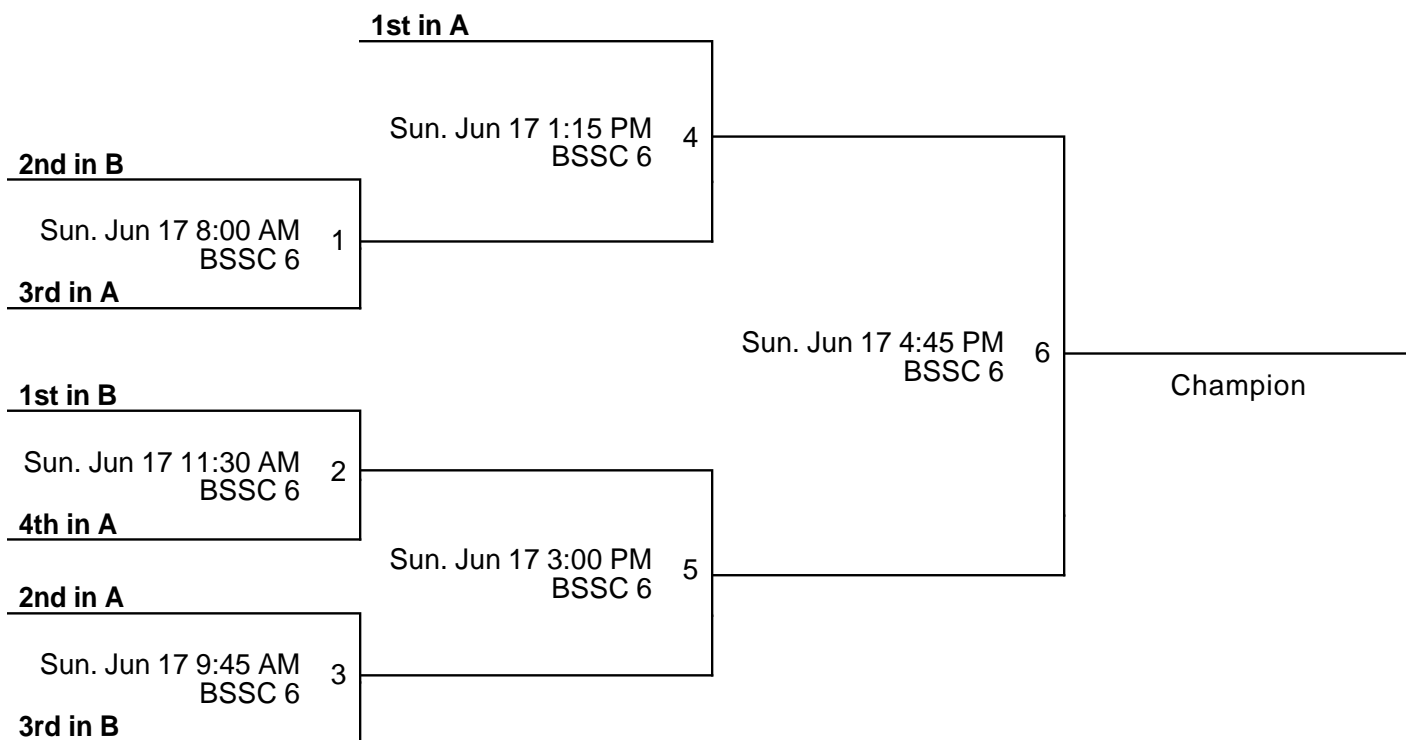 1st in A
Sun. Jun 17 1:15 PM
BSSC 6
4
2nd in B
Sun. Jun 17 8:00 AM
BSSC 6
1
3rd in A
Sun. Jun 17 4:45 PM
BSSC 6
6
Champion
1st in B
Sun. Jun 17 11:30 AM
BSSC 6
2
4th in A
Sun. Jun 17 3:00 PM
BSSC 6
5
2nd in A
Sun. Jun 17 9:45 AM
BSSC 6
3
3rd in B